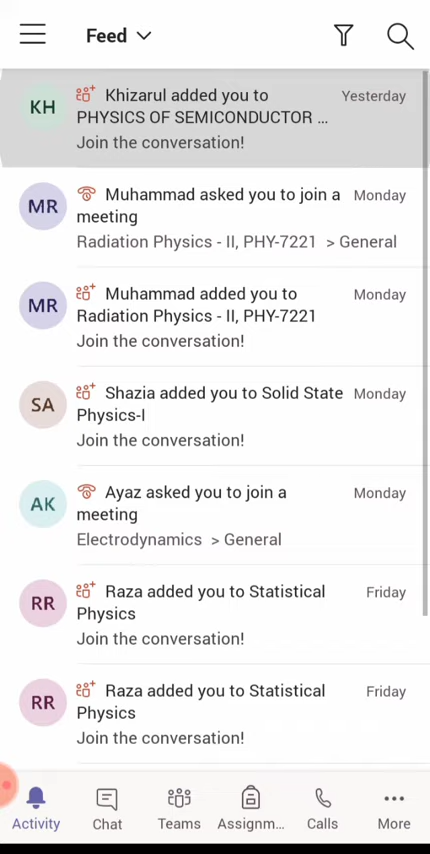 Feed
KH
Khizarul added you to
Yesterday
PHYSICS OF SEMICONDUCTOR ...
Join the conversation!
MR
Muhammad asked you to join a
Monday
meeting
Radiation Physics - II, PHY-7221 > General
MR
Muhammad added you to
Monday
Radiation Physics - II, PHY-7221
Join the conversation!
SA
Shazia added you to Solid State
Monday
Physics-I
Join the conversation!
AK
Ayaz asked you to join a
Monday
meeting
Electrodynamics > General
RR
Raza added you to Statistical
Friday
Physics
Join the conversation!
RR
Raza added you to Statistical
Friday
Physics
Join the conversation!
Activity Chat Teams Assignm... Calls More